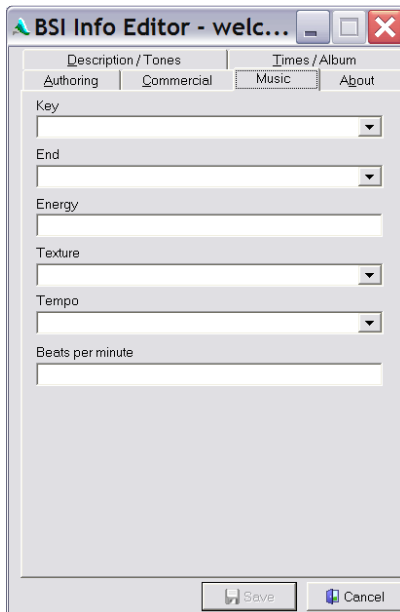 BSI Info Editor - welc...
Description / Tones Times / Album
Authoring Commercial Music About
Key
End
Energy
Texture
Tempo
Beats per minute
Save Cancel